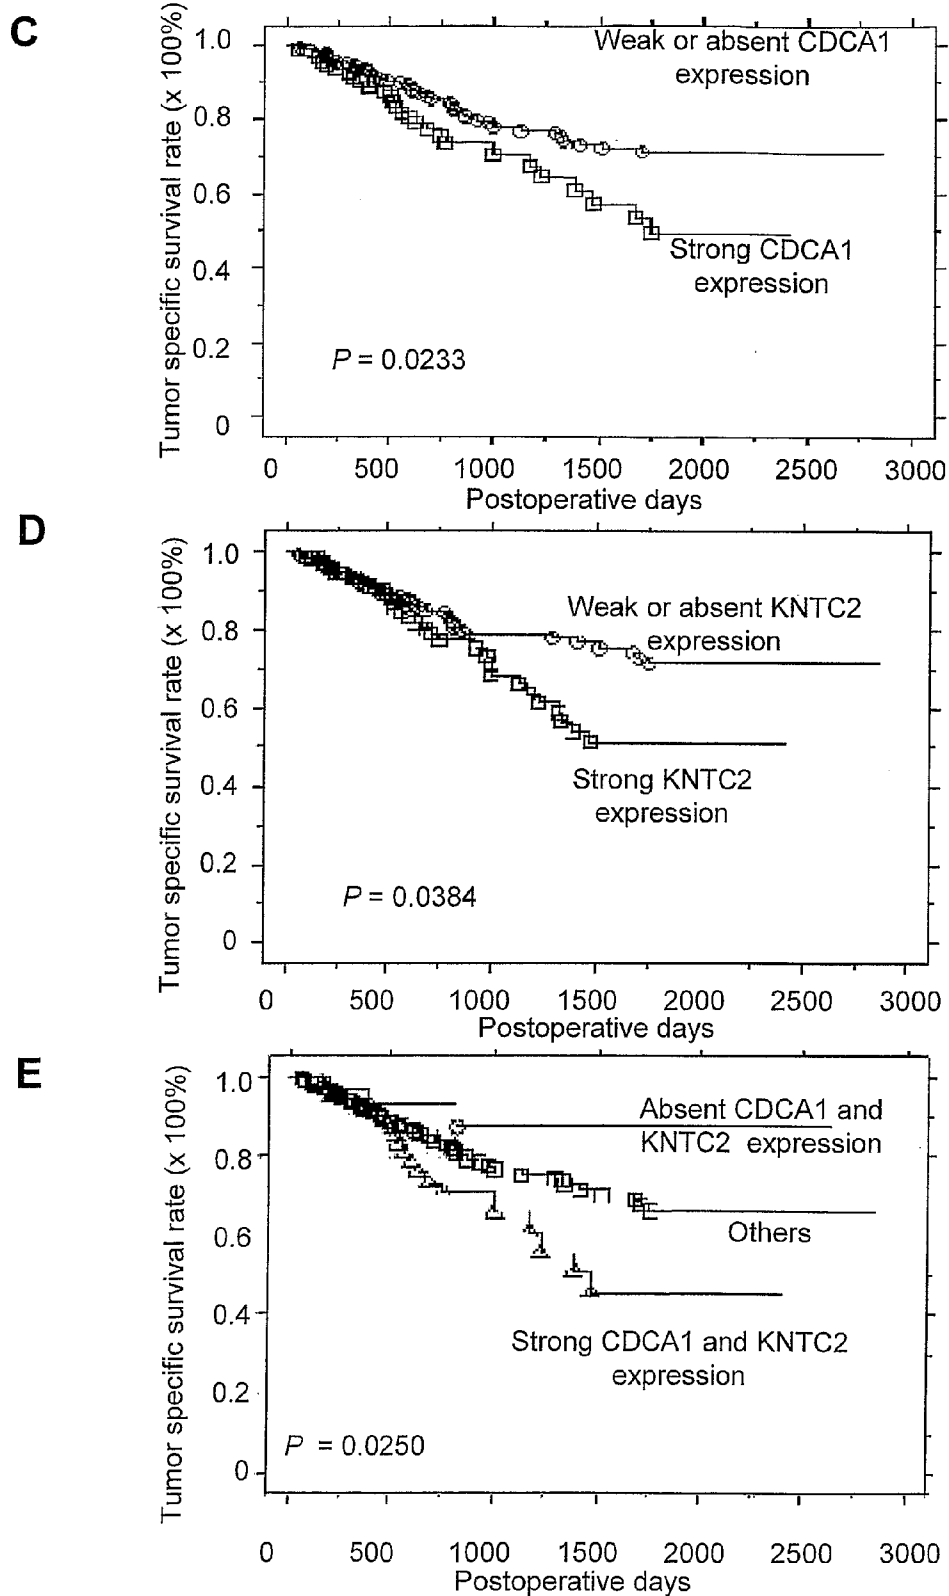 C
Tumor specific survival rate (x 100%)
1.0
0.8
0.6
0.4
0.2
0
Weak or absent CDCA1
expression
Strong CDCA1
expression
P = 0.0233
0 500 1000 1500 2000 2500 3000
Postoperative days
D
Tumor specific survival rate (x 100%)
1.0
0.8
0.6
0.4
0.2
0
Weak or absent KNTC2
expression
Strong KNTC2
expression
P = 0.0384
0 500 1000 1500 2000 2500 3000
Postoperative days
E
Tumor specific survival rate (x 100%)
1.0
0.8
0.6
0.4
0.2
0
Absent CDCA1 and
KNTC2 expression
Others
Strong CDCA1 and KNTC2
expression
P = 0.0250
0 500 1000 1500 2000 2500 3000
Postoperative days